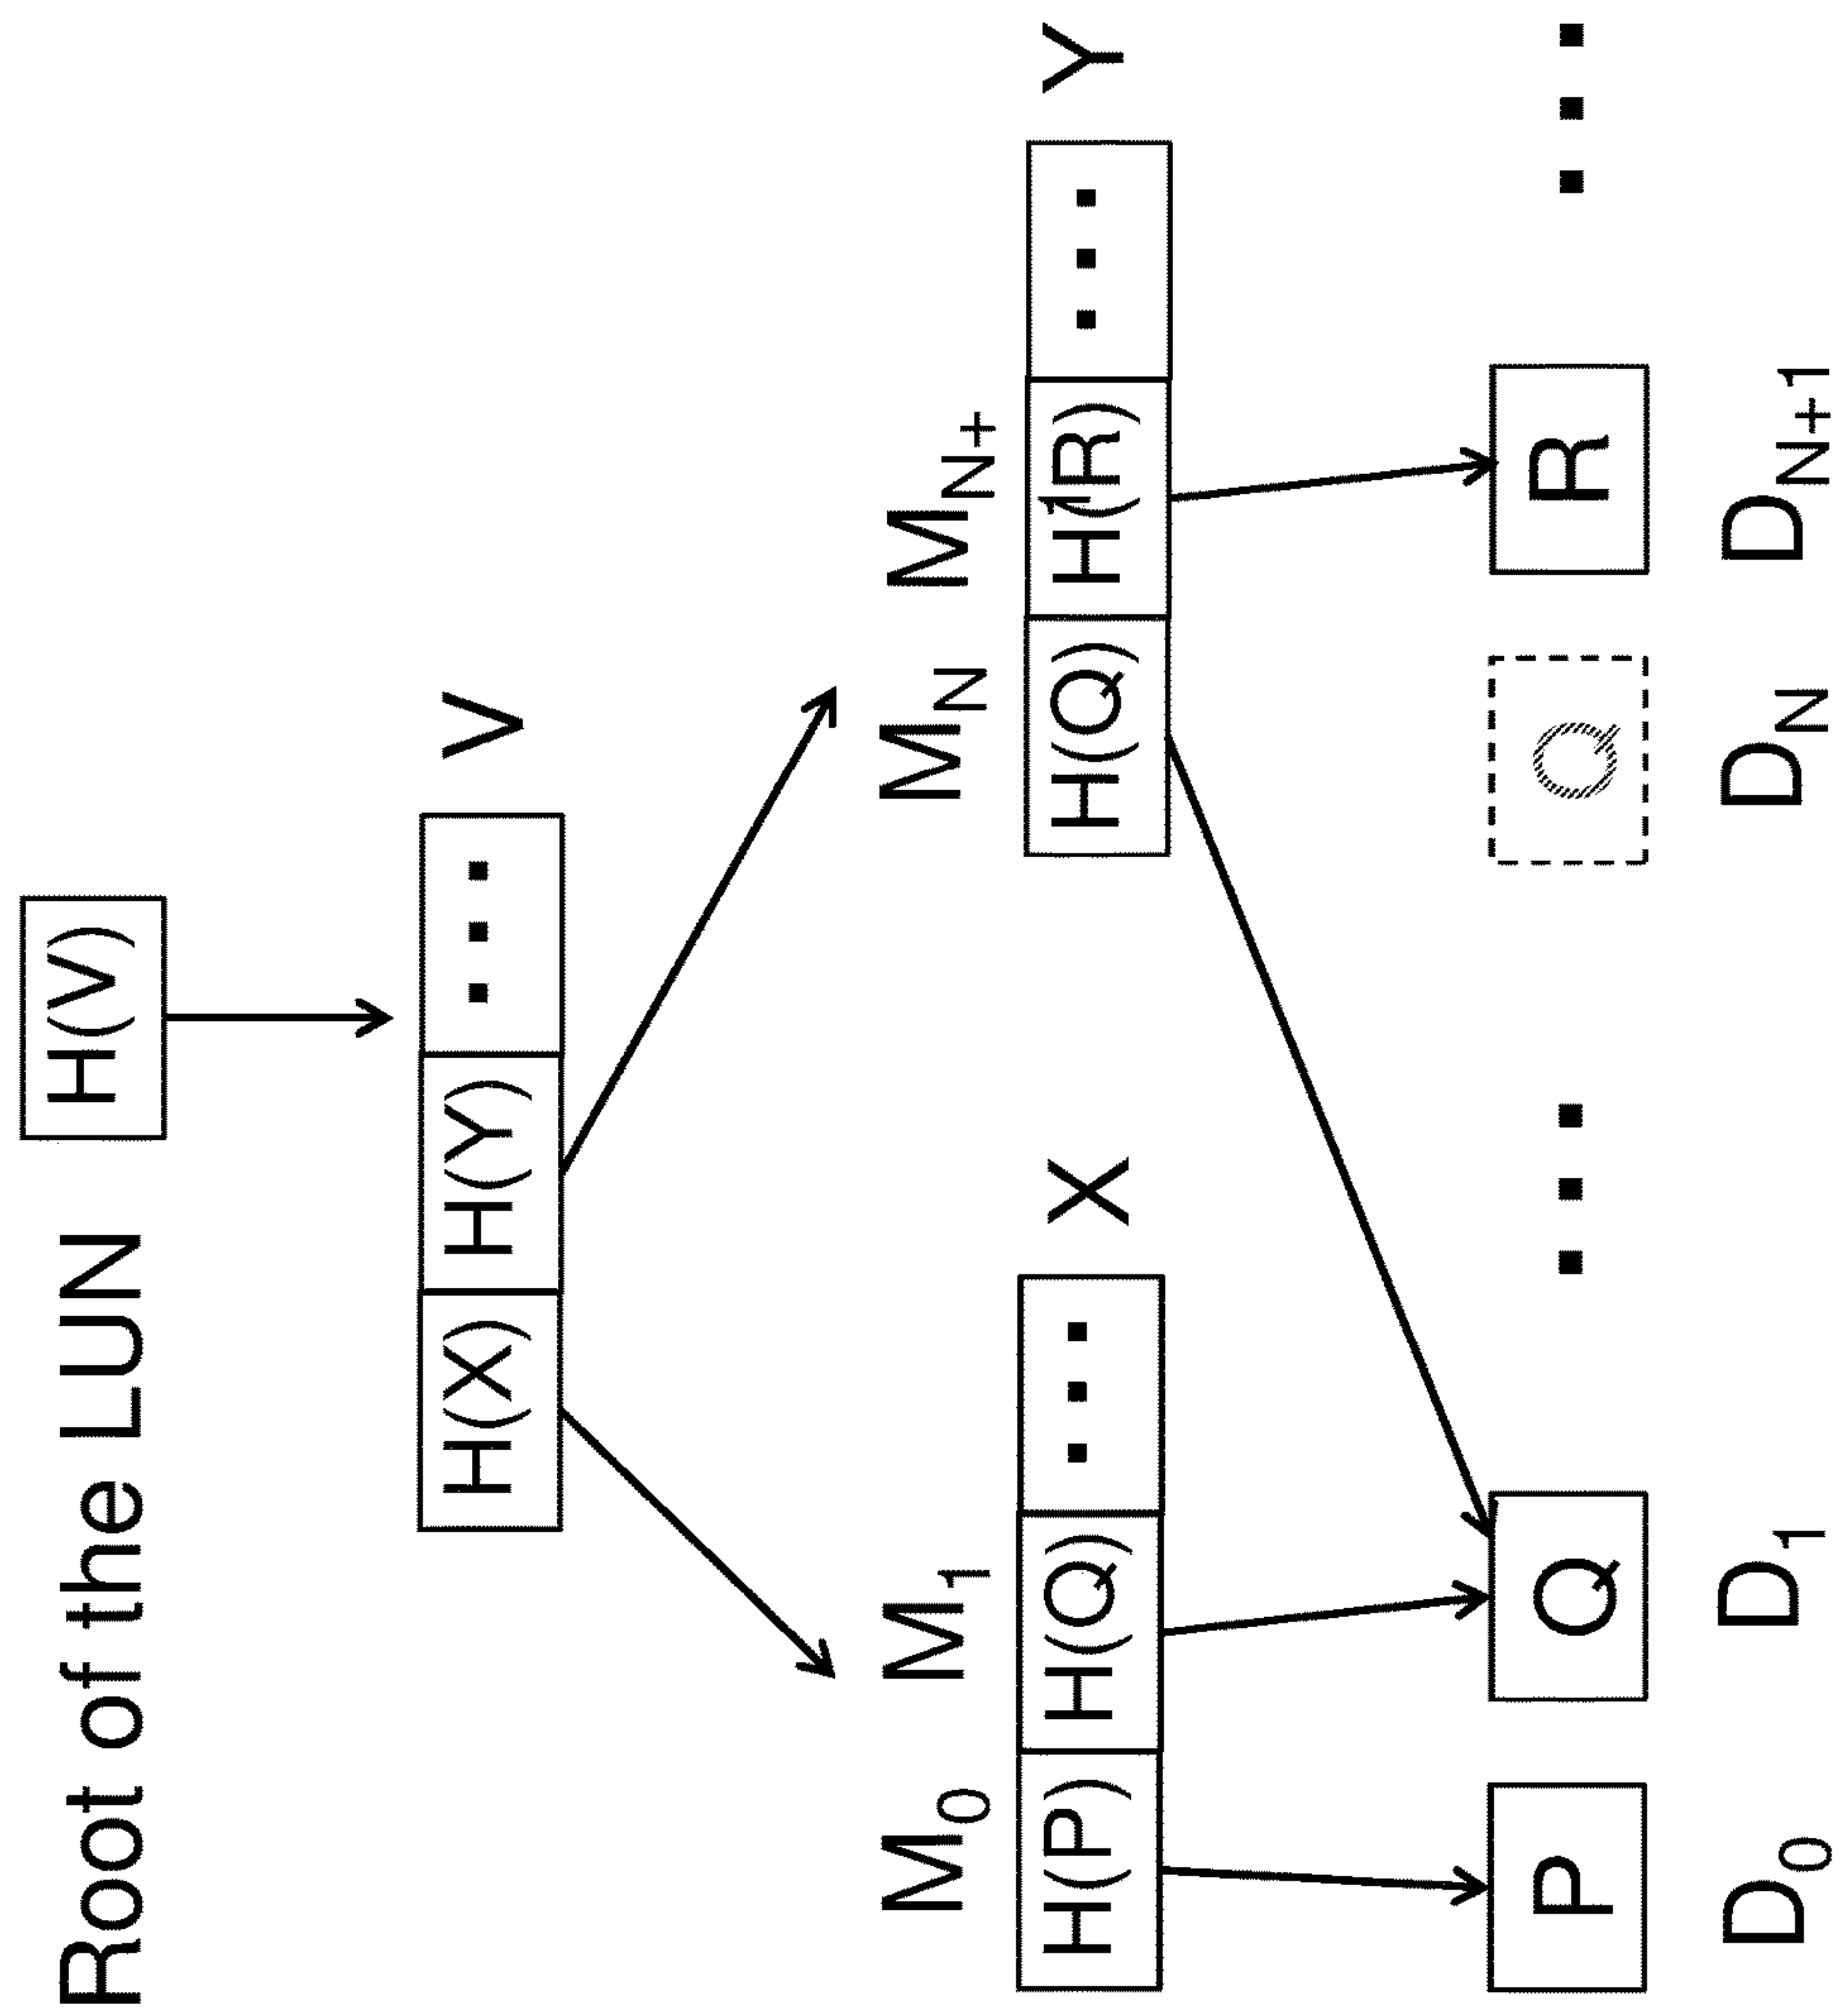 Root of the LUN H(V)
H(X) H(Y) ... V
M0 M1 MN MN+1
H(P) H(Q) ... X H(Q) H(R) ... Y
P Q ... Q R ...
D0 D1 DN DN+1